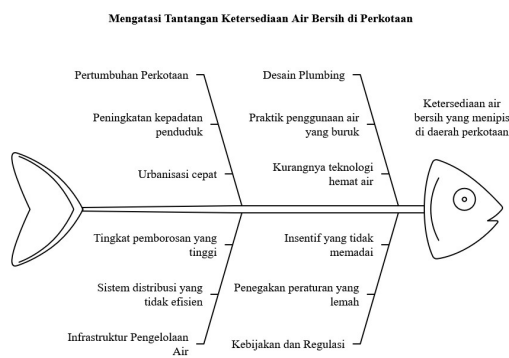 Mengatasi Tantangan Ketersediaan Air Bersih di Perkotaan
Pertumbuhan Perkotaan
Desain Plumbing
Ketersediaan air
bersih yang menipis
di daerah perkotaan
Peningkatan kepadatan
penduduk
Praktik penggunaan air
yang buruk
Urbanisasi cepat
Kurangnya teknologi
hemat air
Tingkat pemborosan yang
tinggi
Insentif yang tidak
memadai
Sistem distribusi yang
tidak efisien
Penegakan peraturan yang
lemah
Infrastruktur Pengelolaan
Air
Kebijakan dan Regulasi